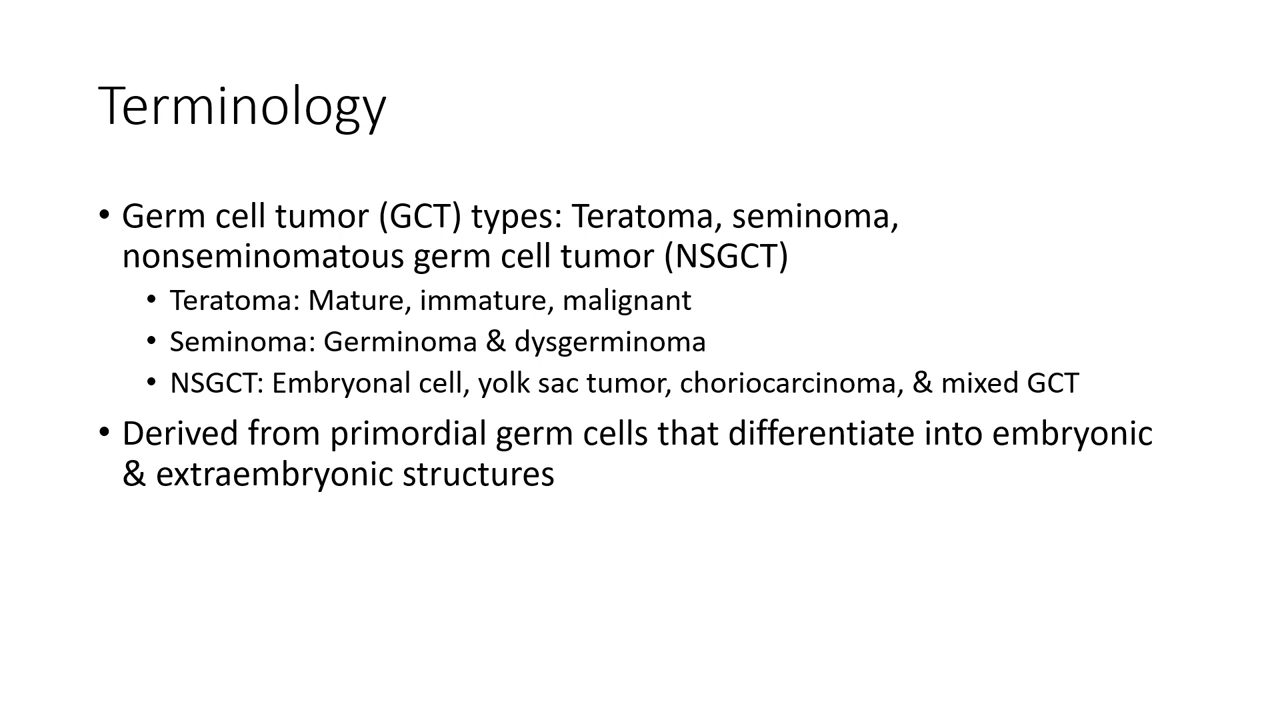 Terminology
• Germ cell tumor (GCT) types: Teratoma, seminoma,
nonseminomatous germ cell tumor (NSGCT)
• Teratoma: Mature, immature, malignant
• Seminoma: Germinoma & dysgerminoma
• NSGCT: Embryonal cell, yolk sac tumor, choriocarcinoma, & mixed GCT
• Derived from primordial germ cells that differentiate into embryonic
& extraembryonic structures